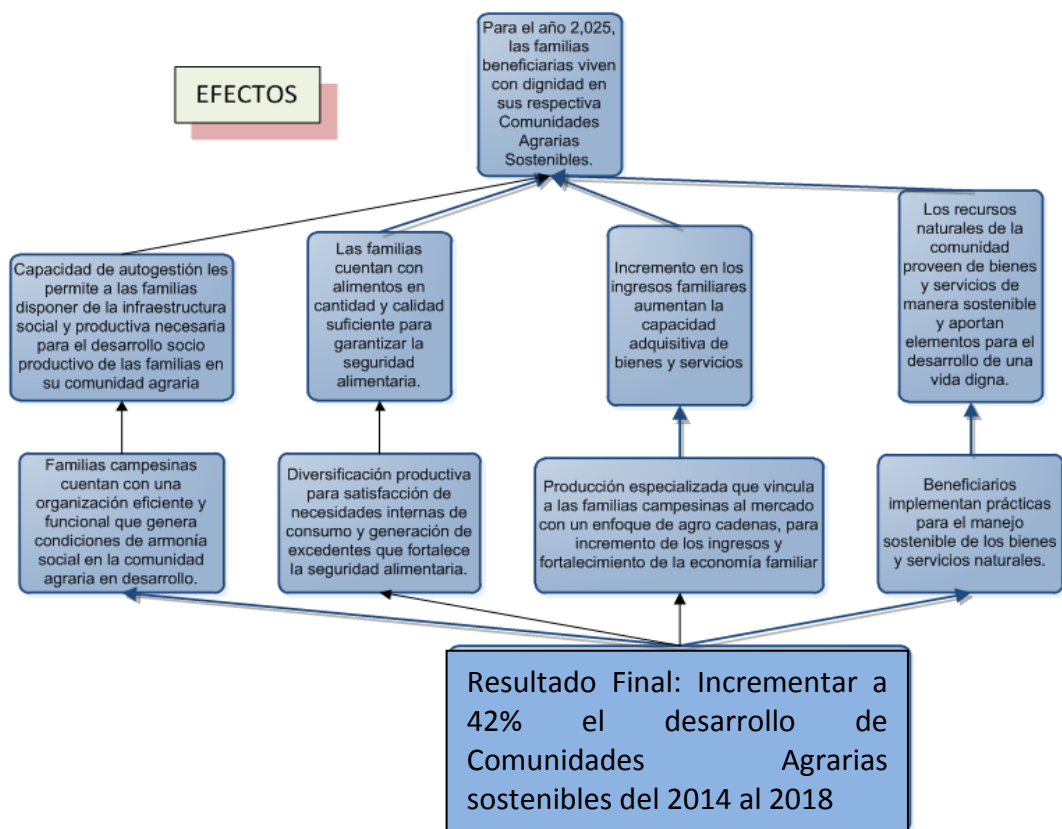 Para el año 2,025,
las familias
beneficiarias viven
con dignidad en
sus respectiva
Comunidades
Agrarias
Sostenibles.
EFECTOS
Capacidad de autogestión les
permite a las familias
disponer de la infraestructura
social y productiva necesaria
para el desarrollo socio
productivo de las familias en
su comunidad agraria
Las familias
cuentan con
alimentos en
cantidad y calidad
suficiente para
garantizar la
seguridad
alimentaria.
Incremento en los
ingresos familiares
aumentan la
capacidad
adquisitiva de
bienes y servicios
Los recursos
naturales de la
comunidad
proveen de bienes
y servicios de
manera sostenible
y aportan
elementos para el
desarrollo de una
vida digna.
Familias campesinas
cuentan con una
organización eficiente y
funcional que genera
condiciones de armonía
social en la comunidad
agraria en desarrollo.
Diversificación productiva
para satisfacción de
necesidades internas de
consumo y generación de
excedentes que fortalece
la seguridad alimentaria.
Producción especializada que vincula
a las familias campesinas al mercado
con un enfoque de agro cadenas, para
incremento de los ingresos y
fortalecimiento de la economía familiar
Beneficiarios
implementan prácticas
para el manejo
sostenible de los bienes
y servicios naturales.
Resultado Final: Incrementar a
42% el desarrollo de
Comunidades Agrarias
sostenibles del 2014 al 2018